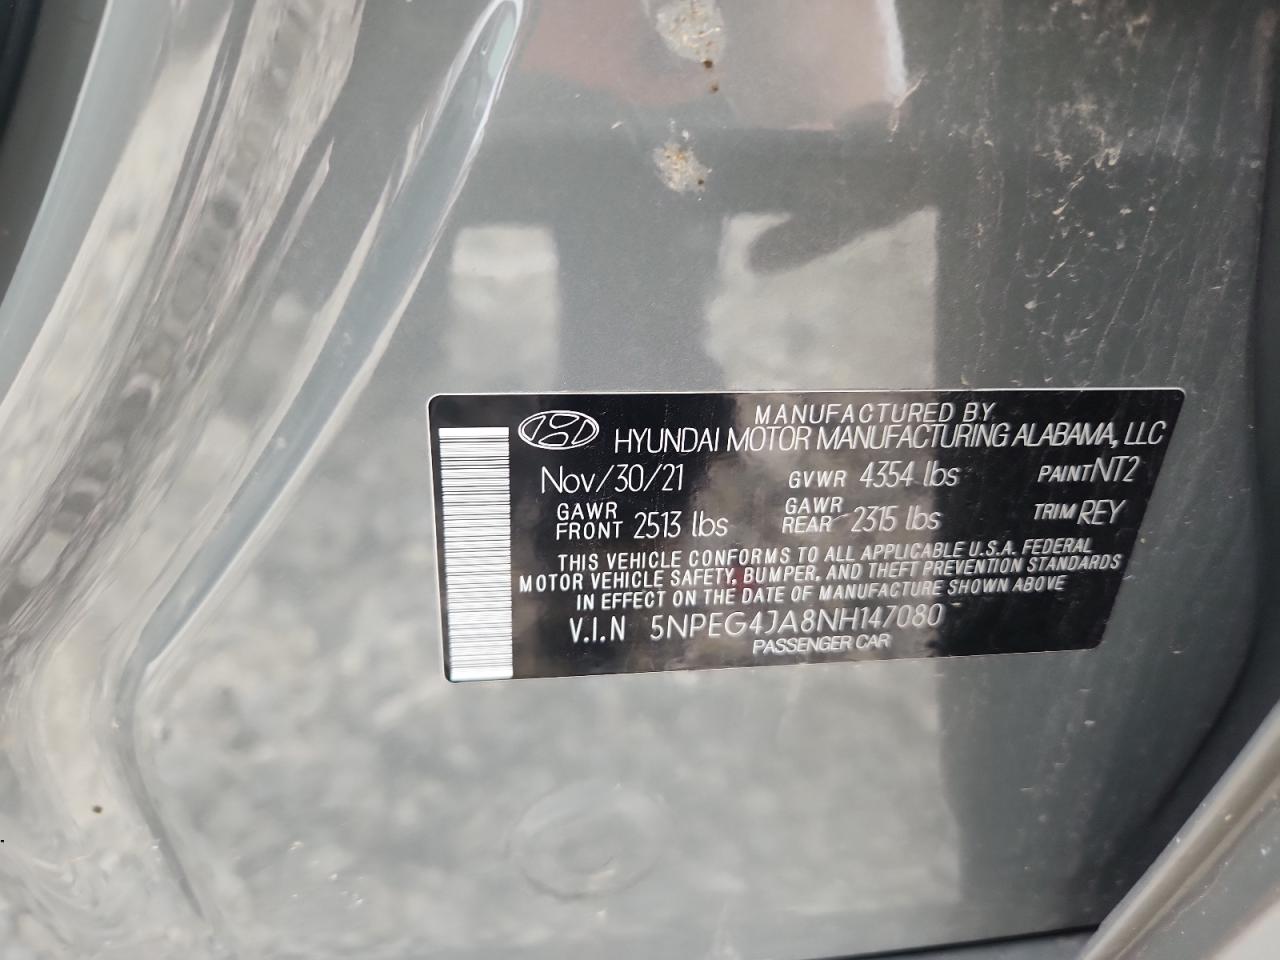 MANUFACTURED BY
HYUNDAI MOTOR MANUFACTURING ALABAMA, LLC
Nov/30/21 GVWR 4354 lbs PAINT NT2
GAWR FRONT 2513 lbs GAWR REAR 2315 lbs TRIM REY
THIS VEHICLE CONFORMS TO ALL APPLICABLE U.S.A. FEDERAL
MOTOR VEHICLE SAFETY, BUMPER, AND THEFT PREVENTION STANDARDS
IN EFFECT ON THE DATE OF MANUFACTURE SHOWN ABOVE
V.I.N 5NPEG4JA8NH147080
PASSENGER CAR